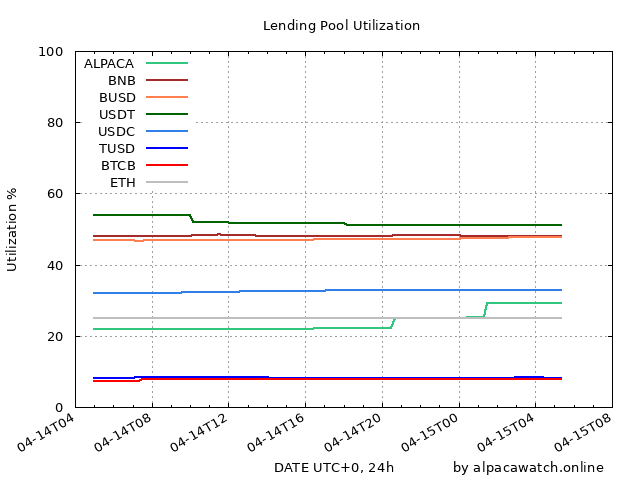 Lending Pool Utilization
100
80
60
40
20
0
Utilization %
ALPACA
BNB
BUSD
USDT
USDC
TUSD
BTCB
ETH
04-14T04
04-14T08
04-14T12
04-14T16
04-14T20
04-15T00
04-15T04
04-15T08
DATE UTC+0, 24h
by alpacawatch.online